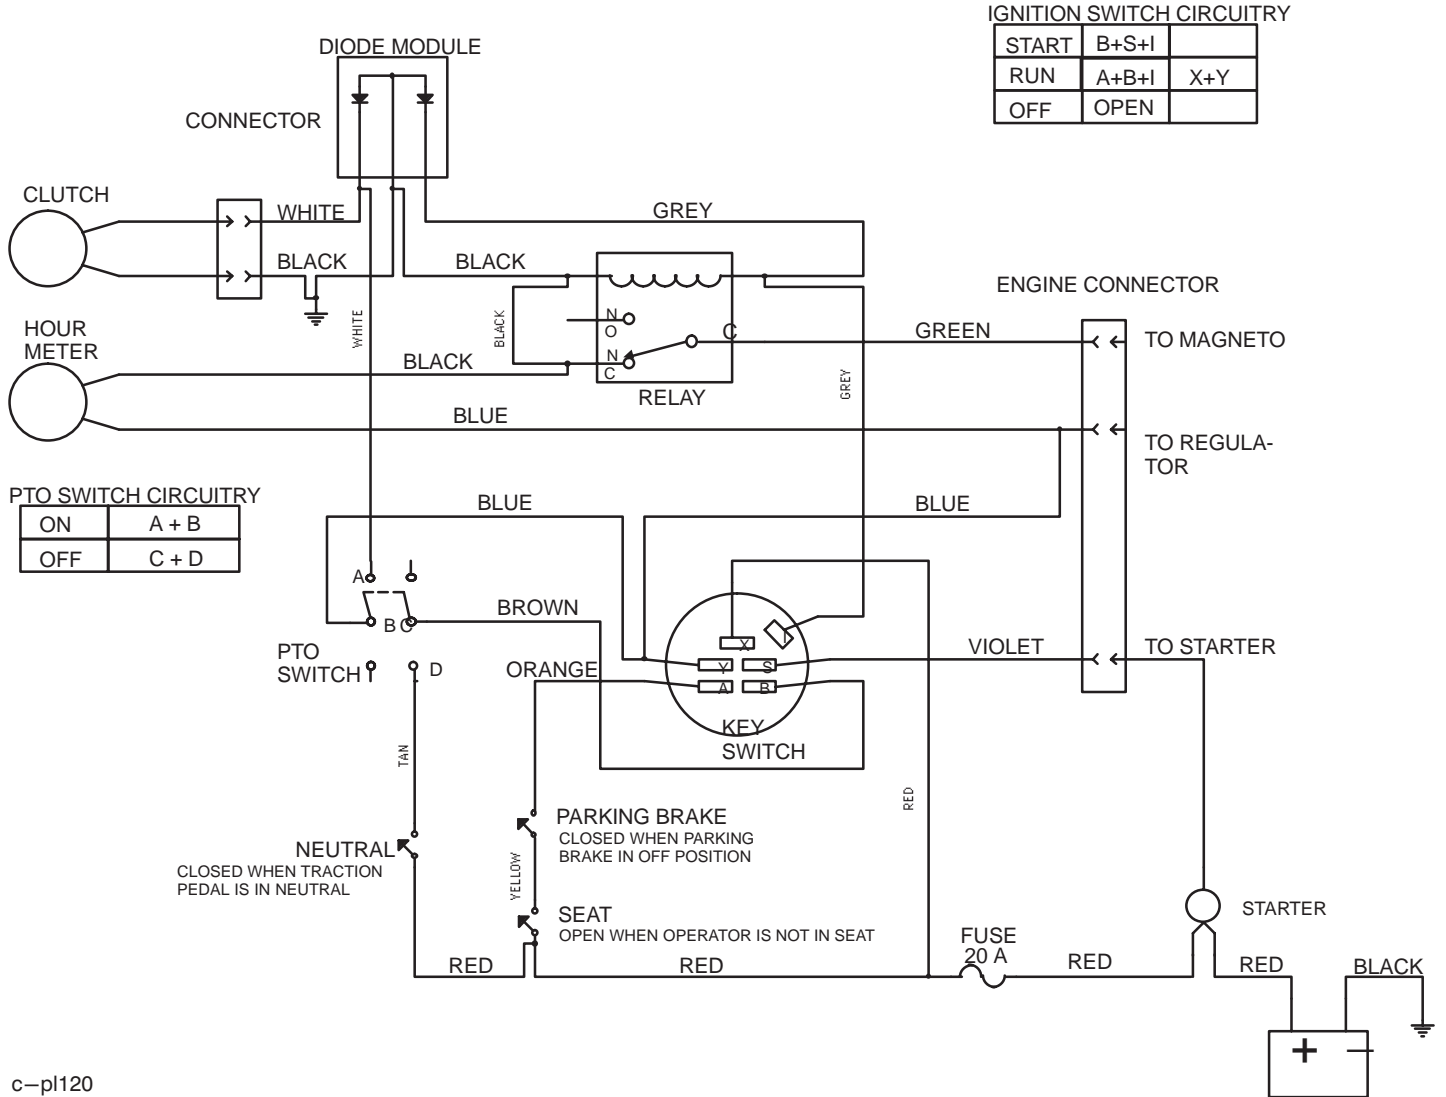 IGNITION SWITCH CIRCUITRY
START B+S+I
RUN A+B+I X+Y
OFF OPEN
DIODE MODULE
CONNECTOR
CLUTCH
WHITE
GREY
BLACK
BLACK
ENGINE CONNECTOR
HOUR
METER
WHITE
BLACK
N
O
N
C
C
GREEN
TO MAGNETO
BLACK
RELAY
GREY
BLUE
TO REGULA-
TOR
PTO SWITCH CIRCUITRY
ON A + B
OFF C + D
BLUE
BLUE
A
B C
BROWN
PTO
SWITCH
D
ORANGE
X
I
Y S
A B
KEY
SWITCH
VIOLET
TO STARTER
TAN
RED
PARKING BRAKE
CLOSED WHEN PARKING
BRAKE IN OFF POSITION
NEUTRAL
CLOSED WHEN TRACTION
PEDAL IS IN NEUTRAL
YELLOW
SEAT
OPEN WHEN OPERATOR IS NOT IN SEAT
STARTER
FUSE
20 A
RED
RED
RED
RED
BLACK
+ −
c−pl120